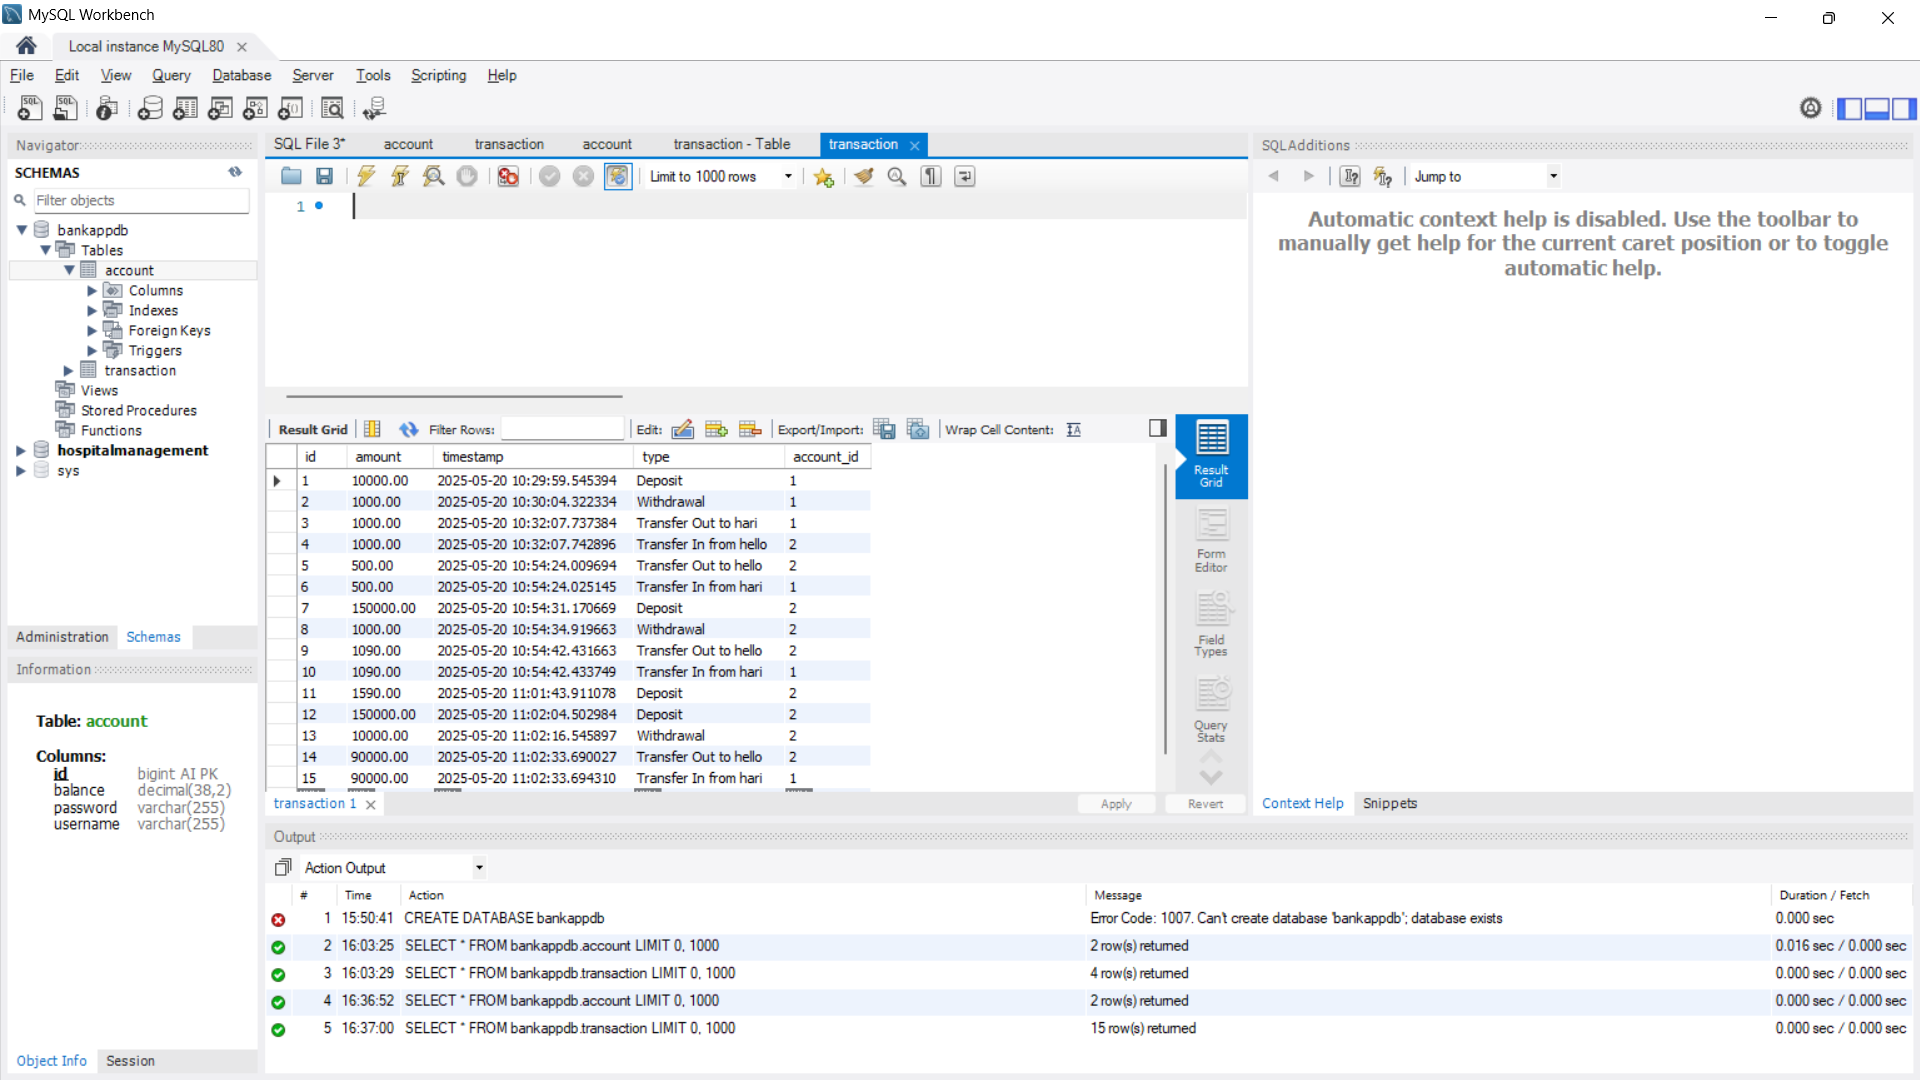 MySQL Workbench
Local instance MySQL80
File Edit View Query Database Server Tools Scripting Help
Navigator
SCHEMAS
Filter objects
bankappdb
Tables
account
Columns
Indexes
Foreign Keys
Triggers
transaction
Views
Stored Procedures
Functions
hospitalmanagement
sys
Administration Schemas
Information
Table: account
Columns:
id bigint AI PK
balance decimal(38,2)
password varchar(255)
username varchar(255)
Object Info Session
SQL File 3* account transaction account transaction - Table transaction
Limit to 1000 rows
1
Result Grid Filter Rows: Edit: Export/Import: Wrap Cell Content:
id amount timestamp type account_id
1 10000.00 2025-05-20 10:29:59.545394 Deposit 1
2 1000.00 2025-05-20 10:30:04.322334 Withdrawal 1
3 1000.00 2025-05-20 10:32:07.737384 Transfer Out to hari 1
4 1000.00 2025-05-20 10:32:07.742896 Transfer In from hello 2
5 500.00 2025-05-20 10:54:24.009694 Transfer Out to hello 2
6 500.00 2025-05-20 10:54:24.025145 Transfer In from hari 1
7 150000.00 2025-05-20 10:54:31.170669 Deposit 2
8 1000.00 2025-05-20 10:54:34.919663 Withdrawal 2
9 1090.00 2025-05-20 10:54:42.431663 Transfer Out to hello 2
10 1090.00 2025-05-20 10:54:42.433749 Transfer In from hari 1
11 1590.00 2025-05-20 11:01:43.911078 Deposit 2
12 150000.00 2025-05-20 11:02:04.502984 Deposit 2
13 10000.00 2025-05-20 11:02:16.545897 Withdrawal 2
14 90000.00 2025-05-20 11:02:33.690027 Transfer Out to hello 2
15 90000.00 2025-05-20 11:02:33.694310 Transfer In from hari 1
Result Grid
Form Editor
Field Types
Query Stats
transaction 1 Apply Revert
SQLAdditions
Jump to
Automatic context help is disabled. Use the toolbar to
manually get help for the current caret position or to toggle
automatic help.
Context Help Snippets
Output
Action Output
# Time Action Message Duration / Fetch
1 15:50:41 CREATE DATABASE bankappdb Error Code: 1007. Can't create database 'bankappdb'; database exists 0.000 sec
2 16:03:25 SELECT * FROM bankappdb.account LIMIT 0, 1000 2 row(s) returned 0.016 sec / 0.000 sec
3 16:03:29 SELECT * FROM bankappdb.transaction LIMIT 0, 1000 4 row(s) returned 0.000 sec / 0.000 sec
4 16:36:52 SELECT * FROM bankappdb.account LIMIT 0, 1000 2 row(s) returned 0.000 sec / 0.000 sec
5 16:37:00 SELECT * FROM bankappdb.transaction LIMIT 0, 1000 15 row(s) returned 0.000 sec / 0.000 sec